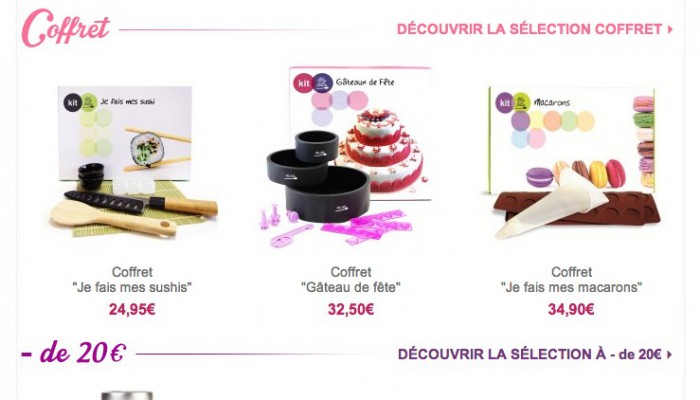 Coffret
DÉCOUVRIR LA SÉLECTION COFFRET
kit
Je fais mes sushi
kit
Gâteaux de Fête
kit
Macarons
Coffret
"Je fais mes sushis"
24,95€
Coffret
"Gâteau de fête"
32,50€
Coffret
"Je fais mes macarons"
34,90€
- de 20€
DÉCOUVRIR LA SÉLECTION À - de 20€